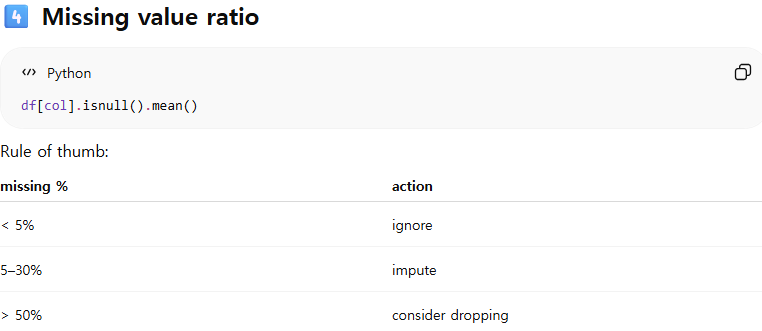 4 Missing value ratio
Python
df[col].isnull().mean()
Rule of thumb:
missing % action
< 5% ignore
5–30% impute
> 50% consider dropping